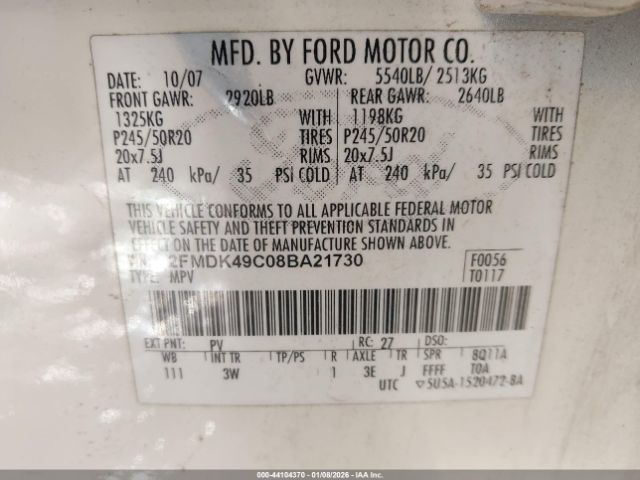 MFD. BY FORD MOTOR CO.
DATE: 10/07 GVWR: 5540LB/ 2513KG
FRONT GAWR: 2920LB REAR GAWR: 2640LB
1325KG WITH 1198KG WITH
P245/50R20 TIRES P245/50R20 TIRES
20x7.5J RIMS 20x7.5J RIMS
AT 240 kPa/ 35 PSI COLD AT 240 kPa/ 35 PSI COLD
THIS VEHICLE CONFORMS TO ALL APPLICABLE FEDERAL MOTOR
VEHICLE SAFETY AND THEFT PREVENTION STANDARDS IN
EFFECT ON THE DATE OF MANUFACTURE SHOWN ABOVE.
2FMDK49C08BA21730 F0056
TYPE: MPV T0117
EXT PNT: PV RC: 27 DSO:
WB INT TR TP/PS R AXLE TR SPR 8Q11A
111 3W 1 3E J FFFF T0A
UTC ▽5U5A-1520472-BA
000-44104370 - 01/08/2026 - IAAI.COM